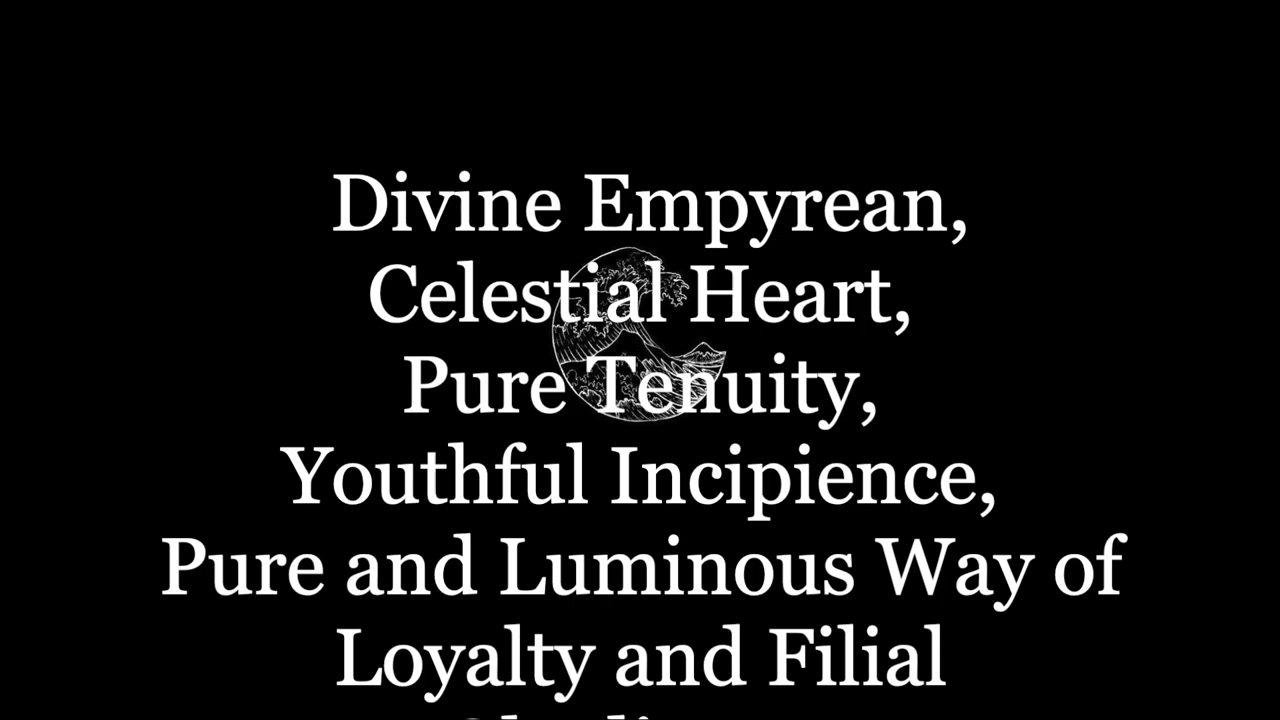 Divine Empyrean,
Celestial Heart,
Pure Tenuity,
Youthful Incipience,
Pure and Luminous Way of
Loyalty and Filial